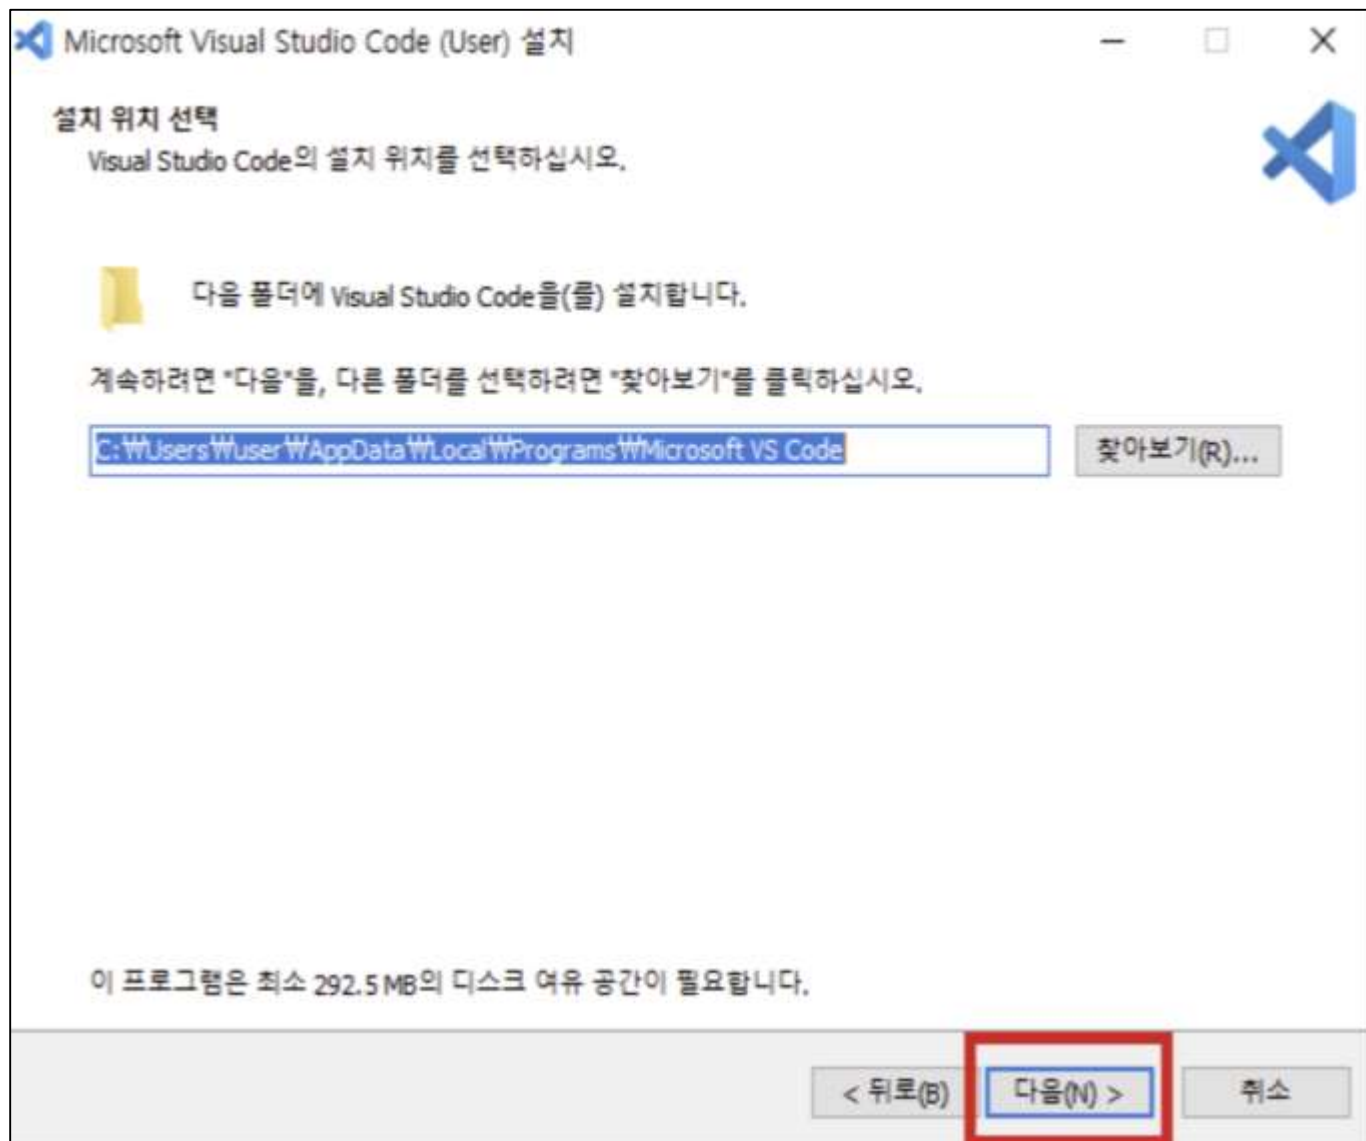 Microsoft Visual Studio Code (User) 설치
설치 위치 선택
Visual Studio Code의 설치 위치를 선택하십시오.
다음 폴더에 Visual Studio Code을(를) 설치합니다.
계속하려면 "다음"을, 다른 폴더를 선택하려면 "찾아보기"를 클릭하십시오.
C:₩Users₩user₩AppData₩Local₩Programs₩Microsoft VS Code
찾아보기(R)...
이 프로그램은 최소 292.5 MB의 디스크 여유 공간이 필요합니다.
< 뒤로(B) 다음(N) > 취소